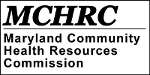 MCHRC
Maryland Community
Health Resources
Commission